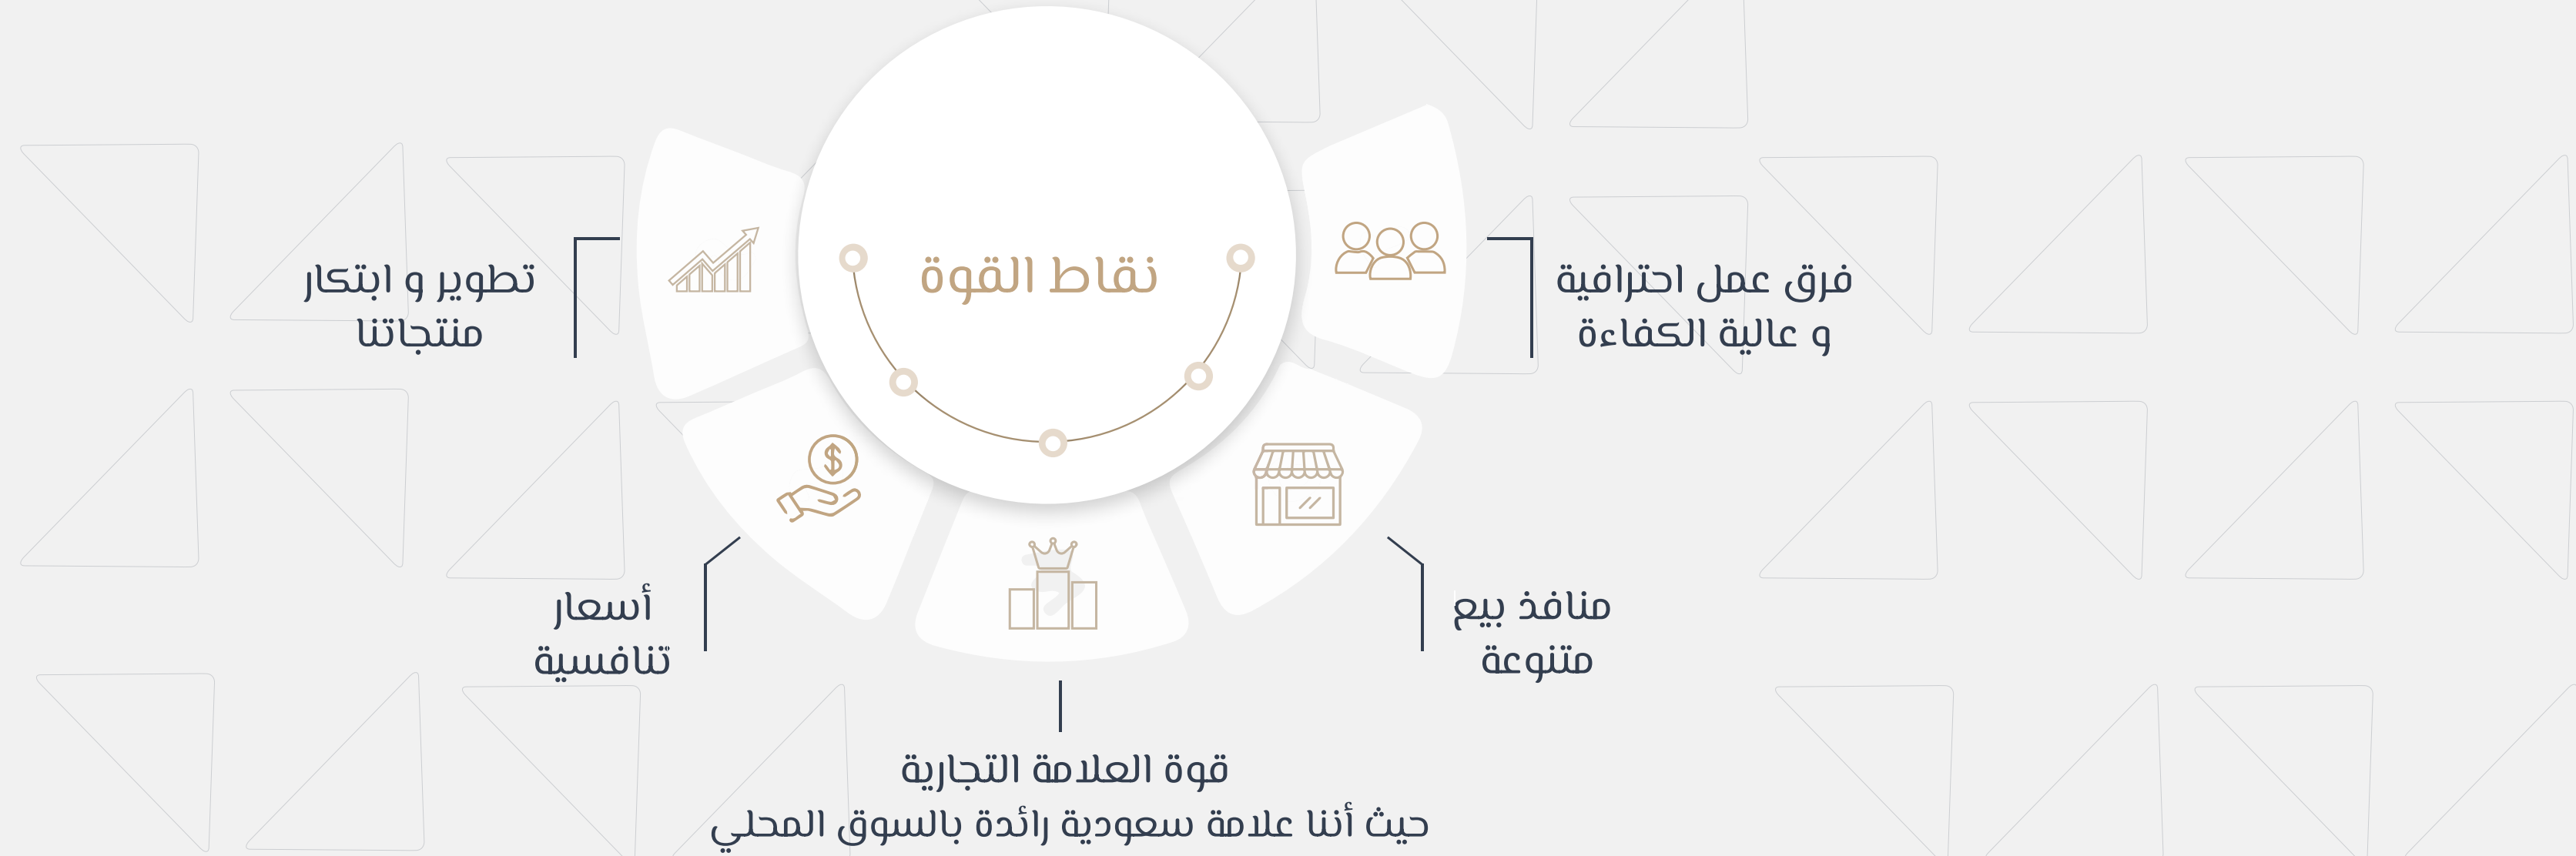 نقاط القوة
فرق عمل احترافية
و عالية الكفاءة
منافذ بيع
متنوعة
قوة العلامة التجارية
حيث أننا علامة سعودية رائدة بالسوق المحلي
أسعار
تنافسية
تطوير و ابتكار
منتجاتنا